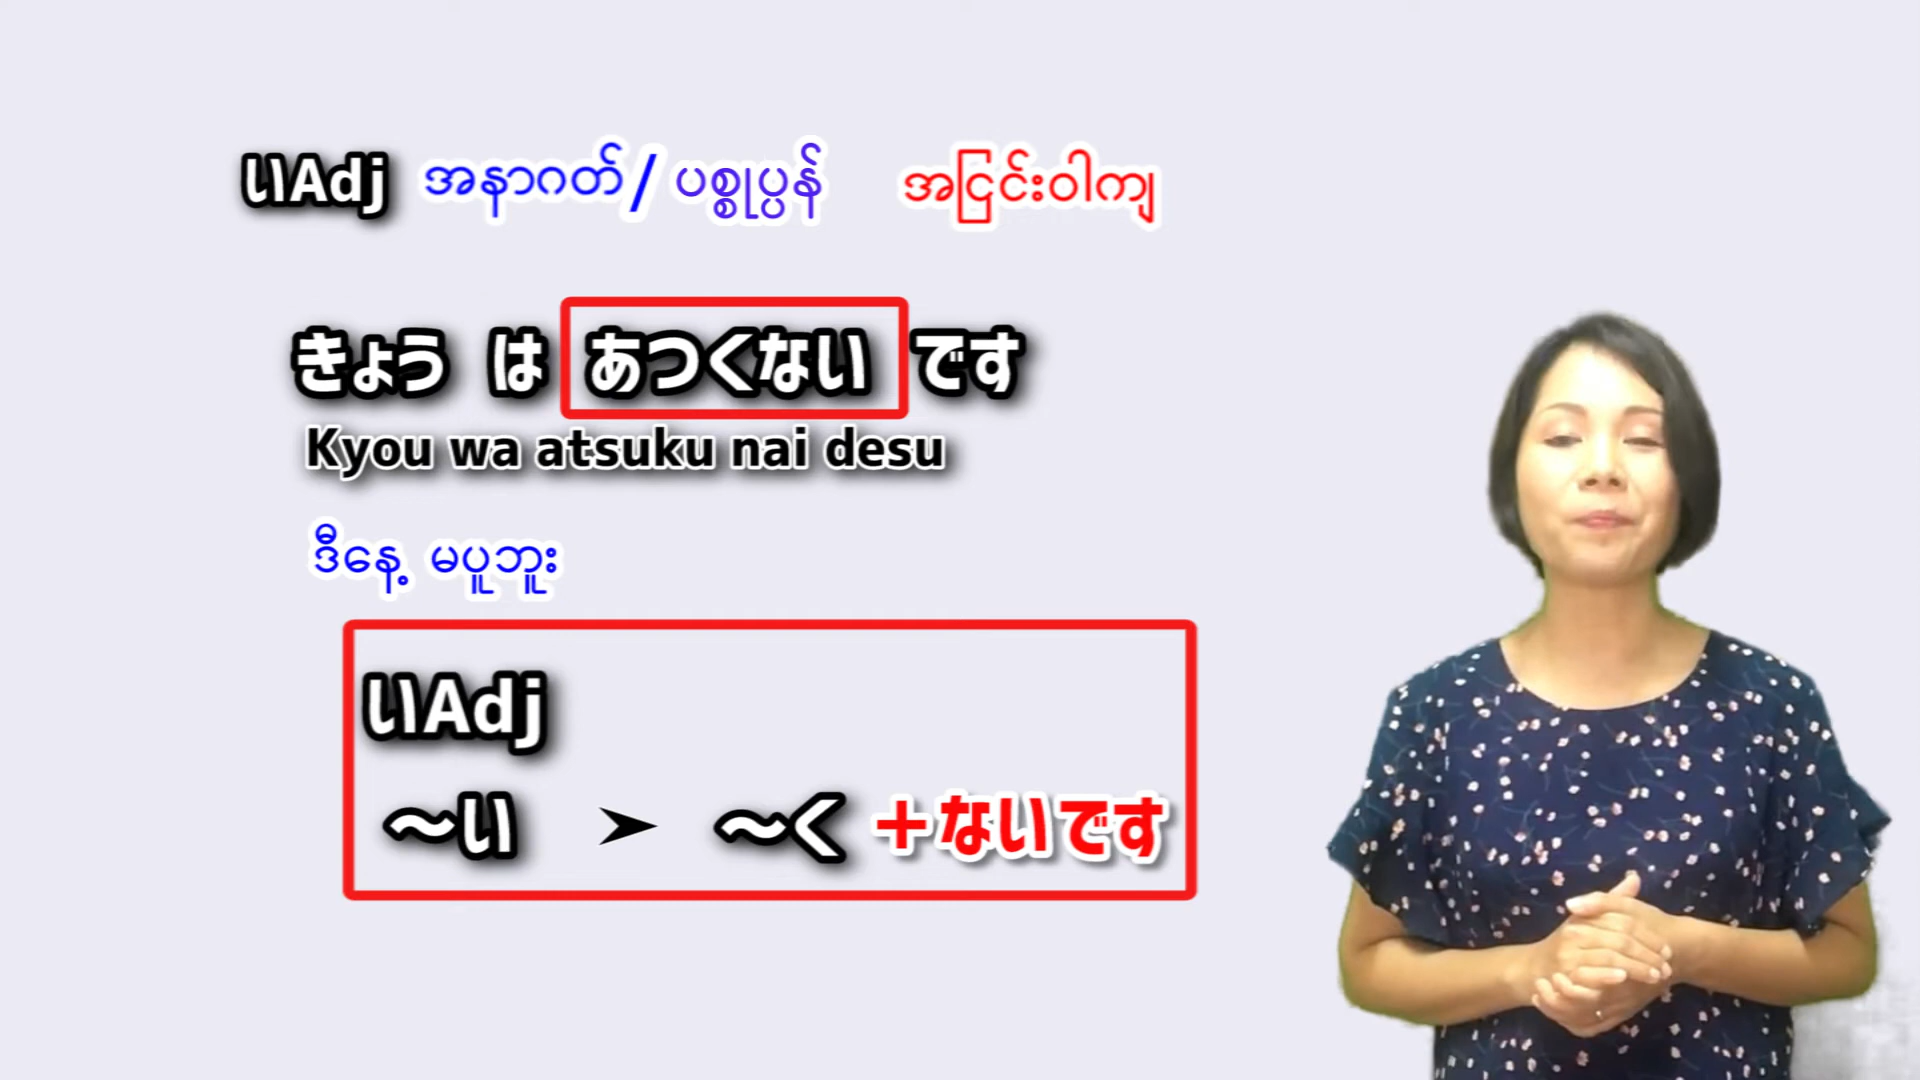 いAdj အနာဂတ် / ပစ္စုပ္ပန် အငြင်းဝါကျ
きょう は あつくない です
Kyou wa atsuku nai desu
ဒီနေ့ မပူဘူး
いAdj
～い ➤ ～く +ないです